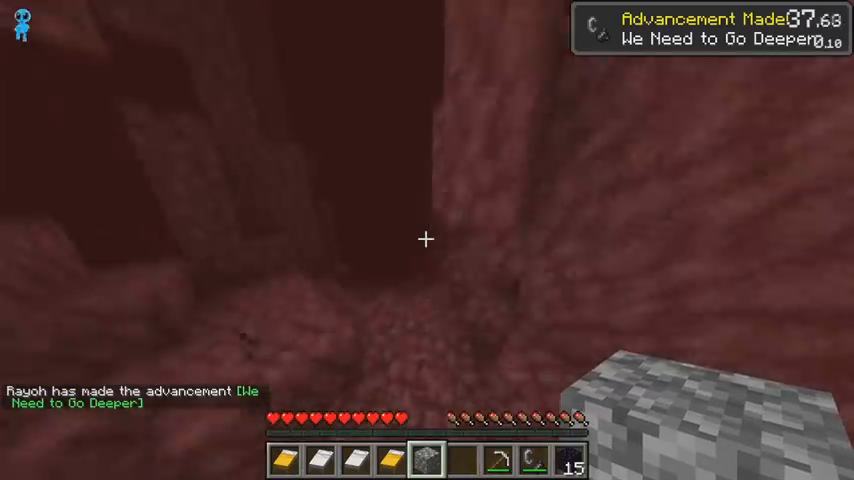 Advancement Made
37.63
We Need to Go Deeper
0.10
Rayoh has made the advancement [We
Need to Go Deeper]
15